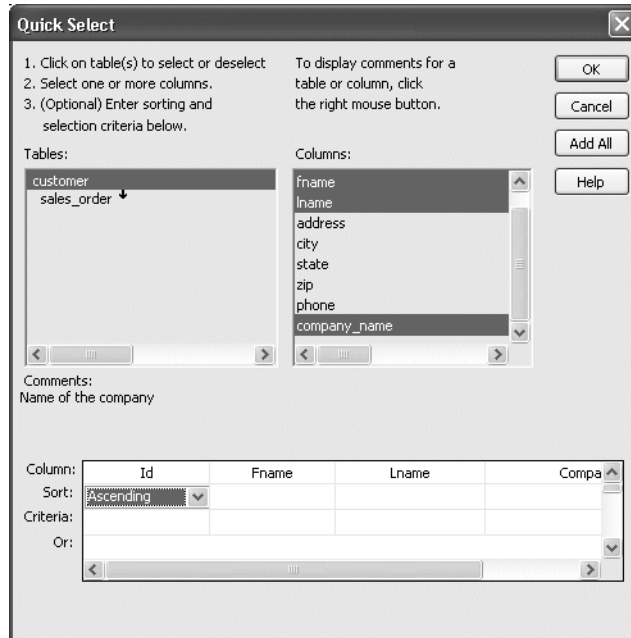 Quick Select
1. Click on table(s) to select or deselect
2. Select one or more columns.
3. (Optional) Enter sorting and
selection criteria below.
To display comments for a
table or column, click
the right mouse button.
OK
Cancel
Add All
Help
Tables:
customer
sales_order
Columns:
fname
lname
address
city
state
zip
phone
company_name
Comments:
Name of the company
Column: Id Fname Lname Compa
Sort: Ascending
Criteria:
Or: